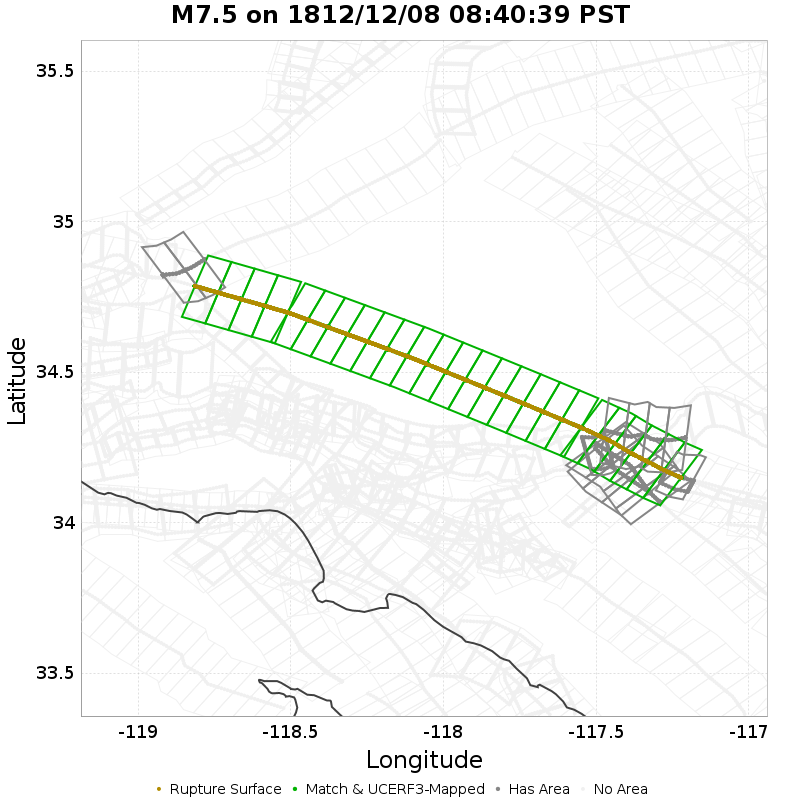 M7.5 on 1812/12/08 08:40:39 PST
35.5
35
34.5
34
33.5
Latitude
-119
-118.5
-118
-117.5
-117
Longitude
Rupture Surface
Match & UCERF3-Mapped
Has Area
No Area